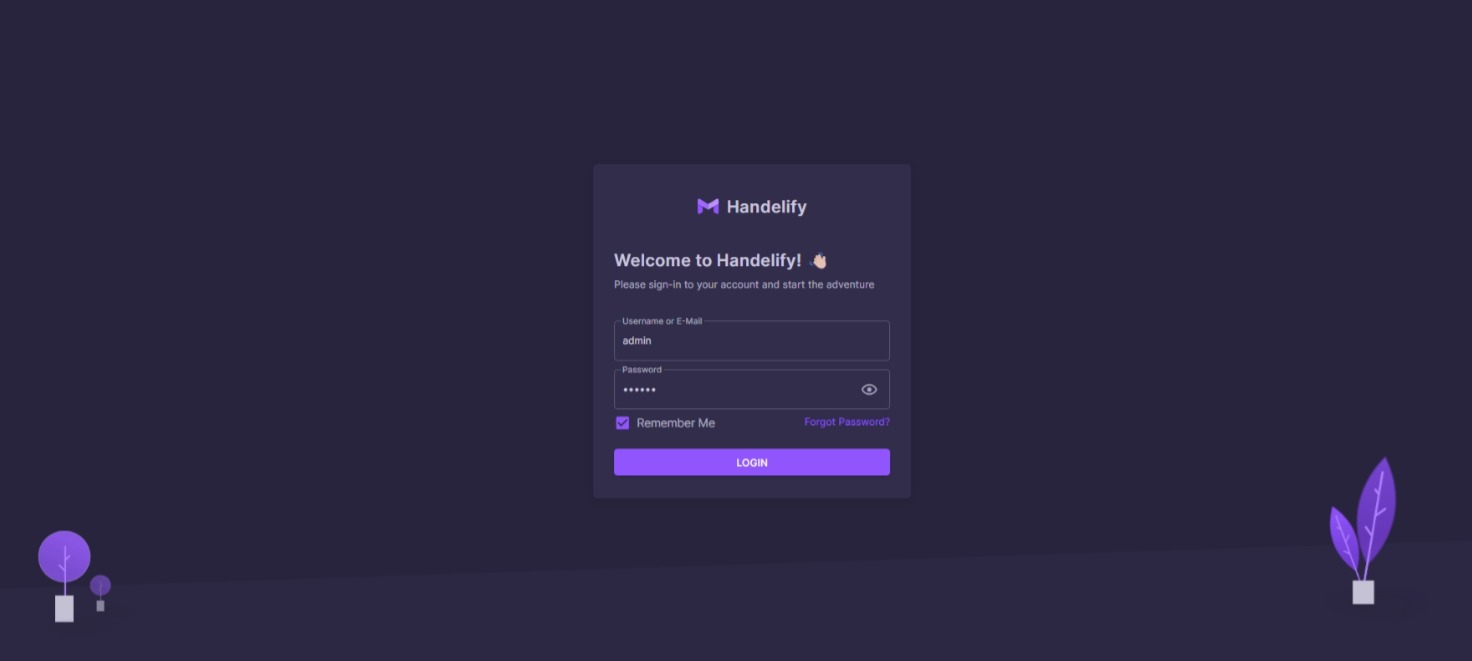 Handelify
Welcome to Handelify! 👋🏻
Please sign-in to your account and start the adventure
Username or E-Mail
admin
Password
••••••
Remember Me
Forgot Password?
LOGIN